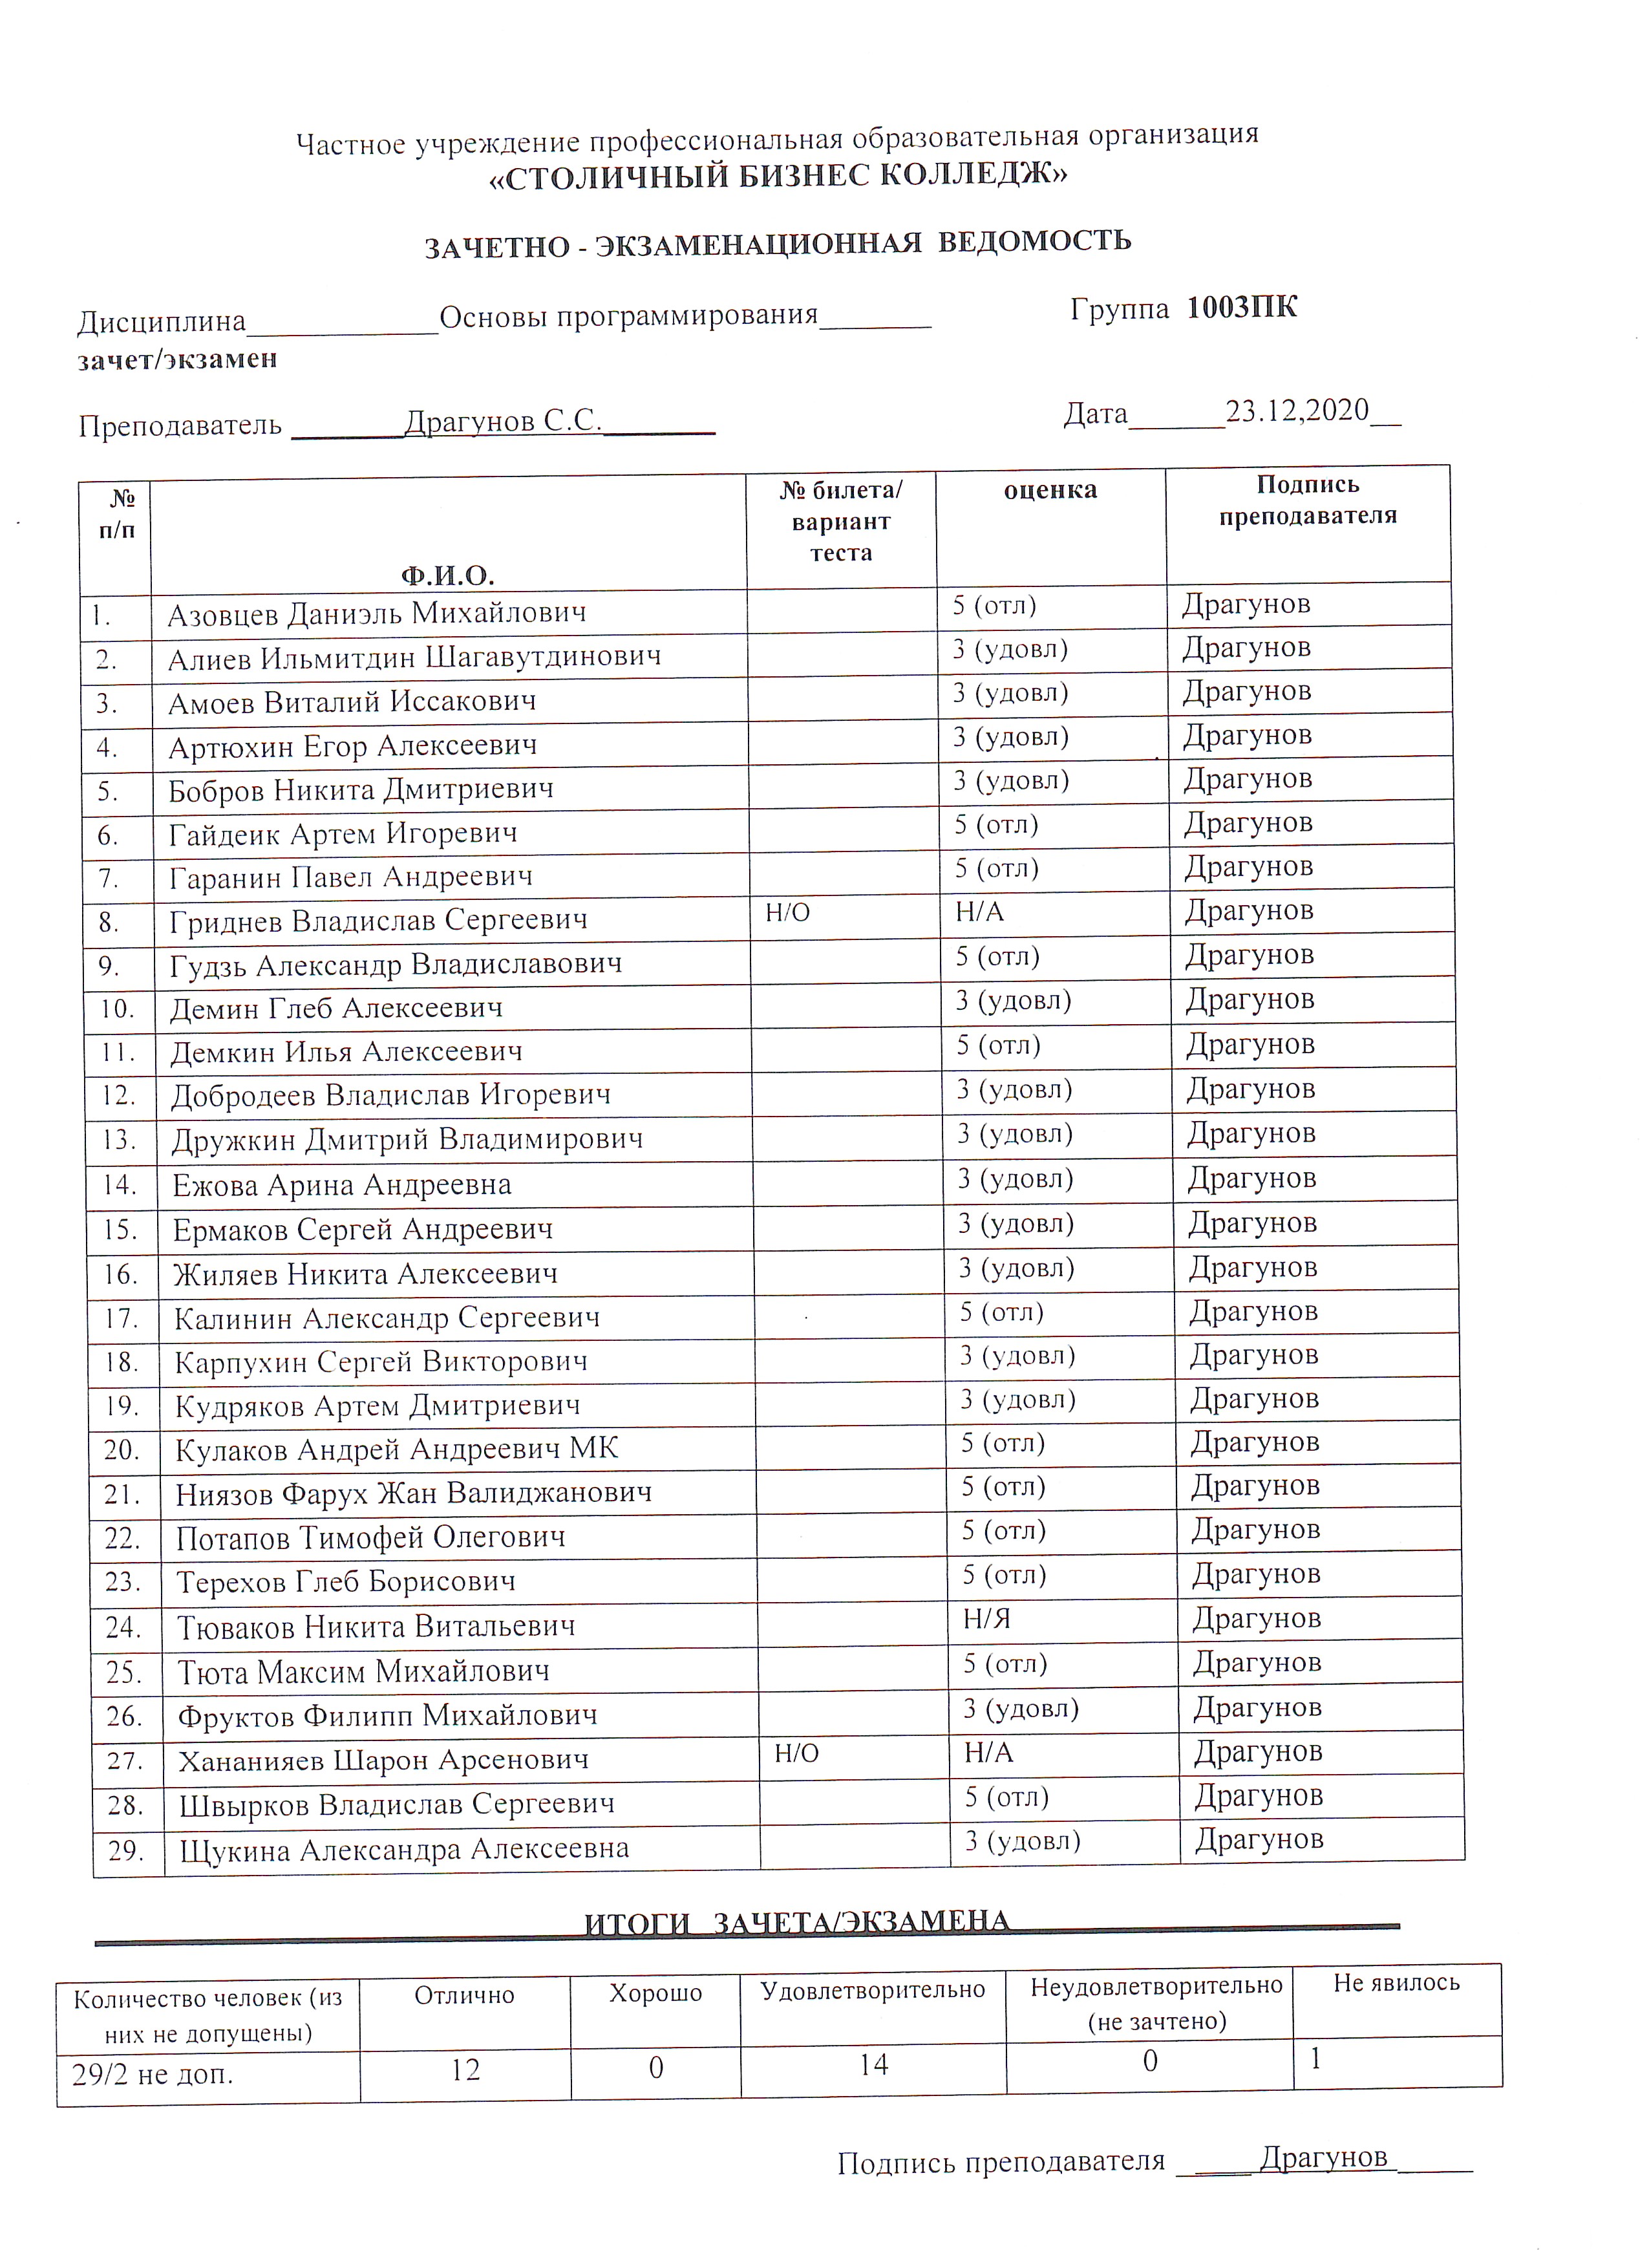 Частное учреждение профессиональная образовательная организация
«СТОЛИЧНЫЙ БИЗНЕС КОЛЛЕДЖ»
ЗАЧЕТНО - ЭКЗАМЕНАЦИОННАЯ ВЕДОМОСТЬ
Дисциплина____________Основы программирования_______ Группа 1003ПК
зачет/экзамен
Преподаватель _______Драгунов С.С._______ Дата______23.12,2020__
№ п/п Ф.И.О. № билета/ вариант теста оценка Подпись преподавателя
1. Азовцев Даниэль Михайлович 5 (отл) Драгунов
2. Алиев Ильмитдин Шагавутдинович 3 (удовл) Драгунов
3. Амоев Виталий Иссакович 3 (удовл) Драгунов
4. Артюхин Егор Алексеевич 3 (удовл) Драгунов
5. Бобров Никита Дмитриевич 3 (удовл) Драгунов
6. Гайдеик Артем Игоревич 5 (отл) Драгунов
7. Гаранин Павел Андреевич 5 (отл) Драгунов
8. Гриднев Владислав Сергеевич Н/О Н/А Драгунов
9. Гудзь Александр Владиславович 5 (отл) Драгунов
10. Демин Глеб Алексеевич 3 (удовл) Драгунов
11. Демкин Илья Алексеевич 5 (отл) Драгунов
12. Добродеев Владислав Игоревич 3 (удовл) Драгунов
13. Дружкин Дмитрий Владимирович 3 (удовл) Драгунов
14. Ежова Арина Андреевна 3 (удовл) Драгунов
15. Ермаков Сергей Андреевич 3 (удовл) Драгунов
16. Жиляев Никита Алексеевич 3 (удовл) Драгунов
17. Калинин Александр Сергеевич 5 (отл) Драгунов
18. Карпухин Сергей Викторович 3 (удовл) Драгунов
19. Кудряков Артем Дмитриевич 3 (удовл) Драгунов
20. Кулаков Андрей Андреевич МК 5 (отл) Драгунов
21. Ниязов Фарух Жан Валиджанович 5 (отл) Драгунов
22. Потапов Тимофей Олегович 5 (отл) Драгунов
23. Терехов Глеб Борисович 5 (отл) Драгунов
24. Тюваков Никита Витальевич Н/Я Драгунов
25. Тюта Максим Михайлович 5 (отл) Драгунов
26. Фруктов Филипп Михайлович 3 (удовл) Драгунов
27. Хананияев Шарон Арсенович Н/О Н/А Драгунов
28. Швырков Владислав Сергеевич 5 (отл) Драгунов
29. Щукина Александра Алексеевна 3 (удовл) Драгунов
ИТОГИ ЗАЧЕТА/ЭКЗАМЕНА
Количество человек (из них не допущены) Отлично Хорошо Удовлетворительно Неудовлетворительно (не зачтено) Не явилось
29/2 не доп. 12 0 14 0 1
Подпись преподавателя _____ Драгунов _____